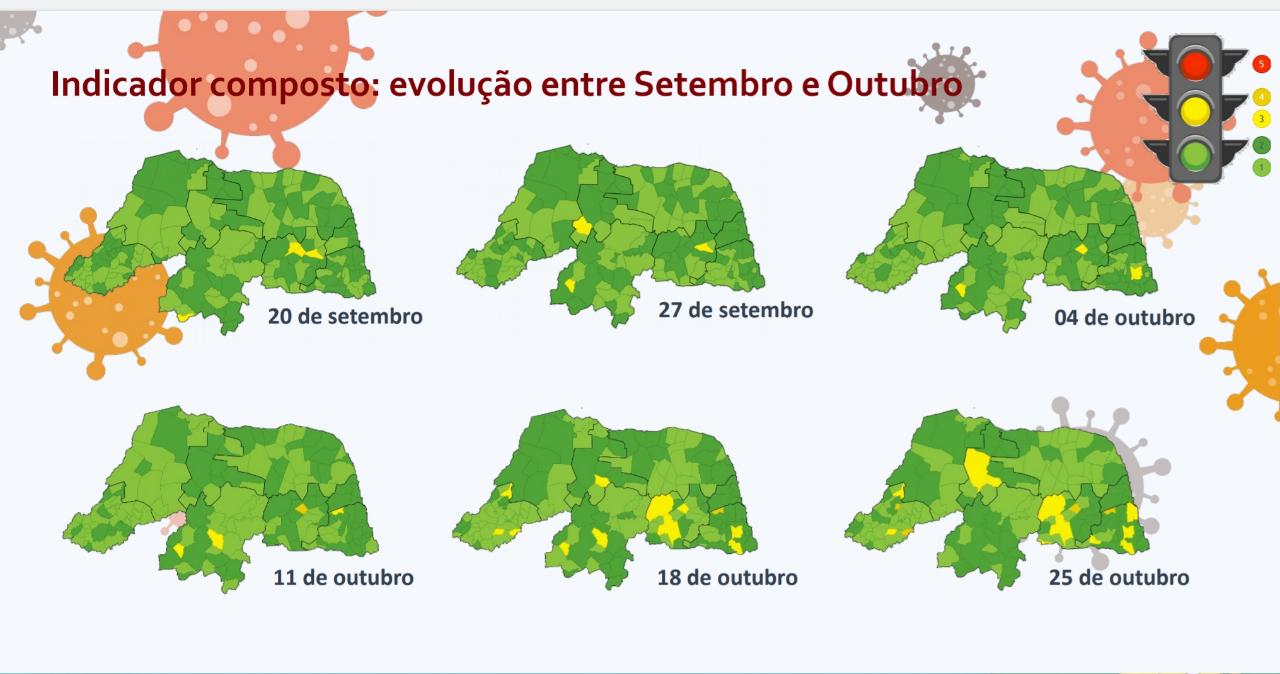 Indicador composto: evolução entre Setembro e Outubro
5
4
3
2
1
20 de setembro
27 de setembro
04 de outubro
11 de outubro
18 de outubro
25 de outubro